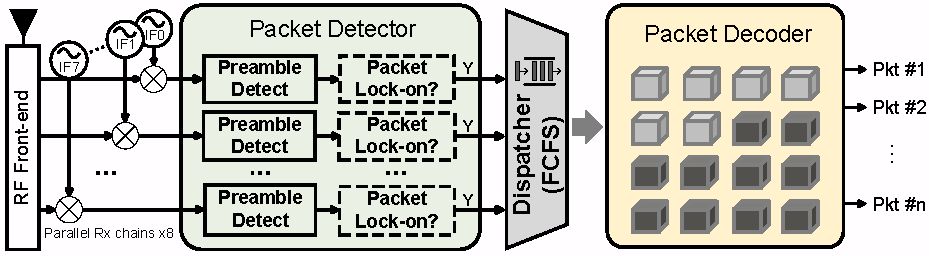 IF7
IF1
IF0
RF Front-end
...
Parallel Rx chains x8
Packet Detector
Preamble
Detect
Packet
Lock-on?
Y
Preamble
Detect
Packet
Lock-on?
Y
...
...
Preamble
Detect
Packet
Lock-on?
Y
Dispatcher
(FCFS)
Packet Decoder
Pkt #1
Pkt #2
...
Pkt #n